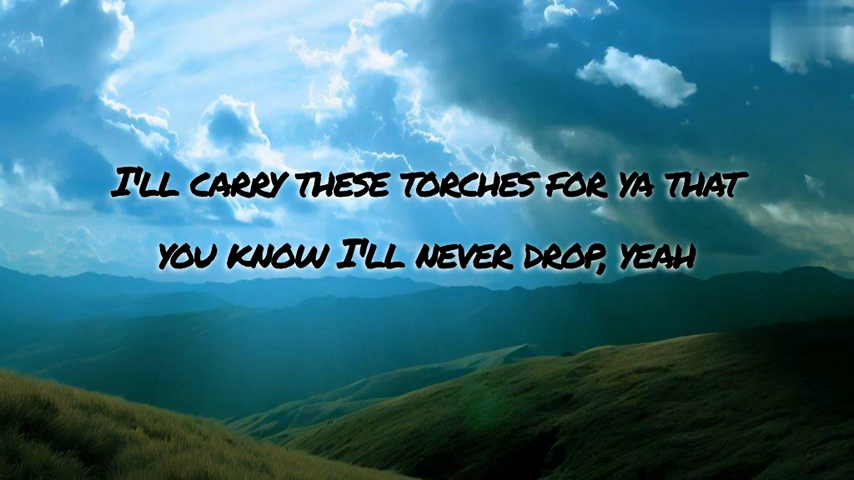 I'LL CARRY THESE TORCHES FOR YA THAT
YOU KNOW I'LL NEVER DROP, YEAH